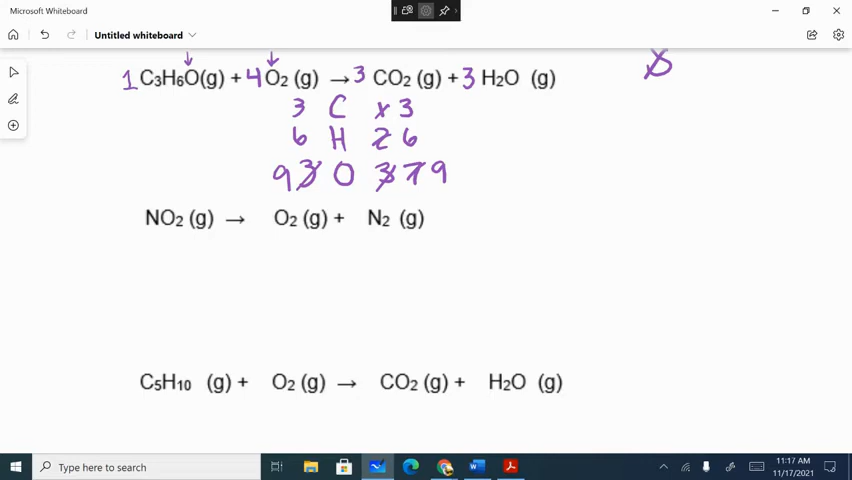 Microsoft Whiteboard
Untitled whiteboard
1 C3H6O(g) + 4 O2 (g) → 3 CO2 (g) + 3 H2O (g)
3 C 3
6 H 2 6
9 3 O 3 7 9
NO2 (g) → O2 (g) + N2 (g)
C5H10 (g) + O2 (g) → CO2 (g) + H2O (g)
Type here to search
11:17 AM
11/17/2021